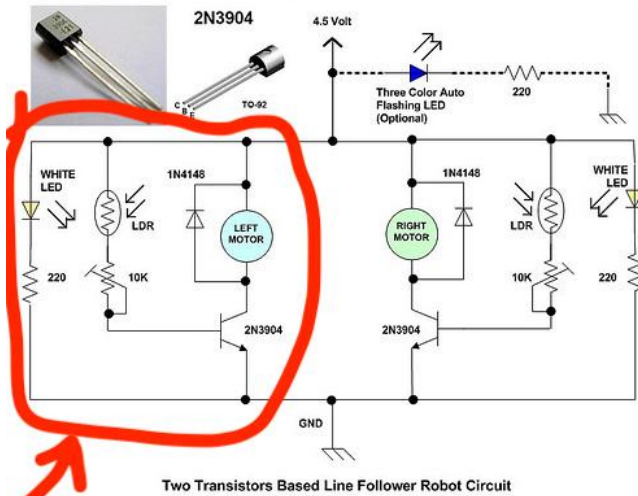 2N3904
4.5 Volt
C
B
E
TO-92
Three Color Auto
Flashing LED
(Optional)
220
WHITE
LED
LDR
220
10K
1N4148
LEFT
MOTOR
2N3904
RIGHT
MOTOR
1N4148
2N3904
WHITE
LED
LDR
10K
220
GND
Two Transistors Based Line Follower Robot Circuit